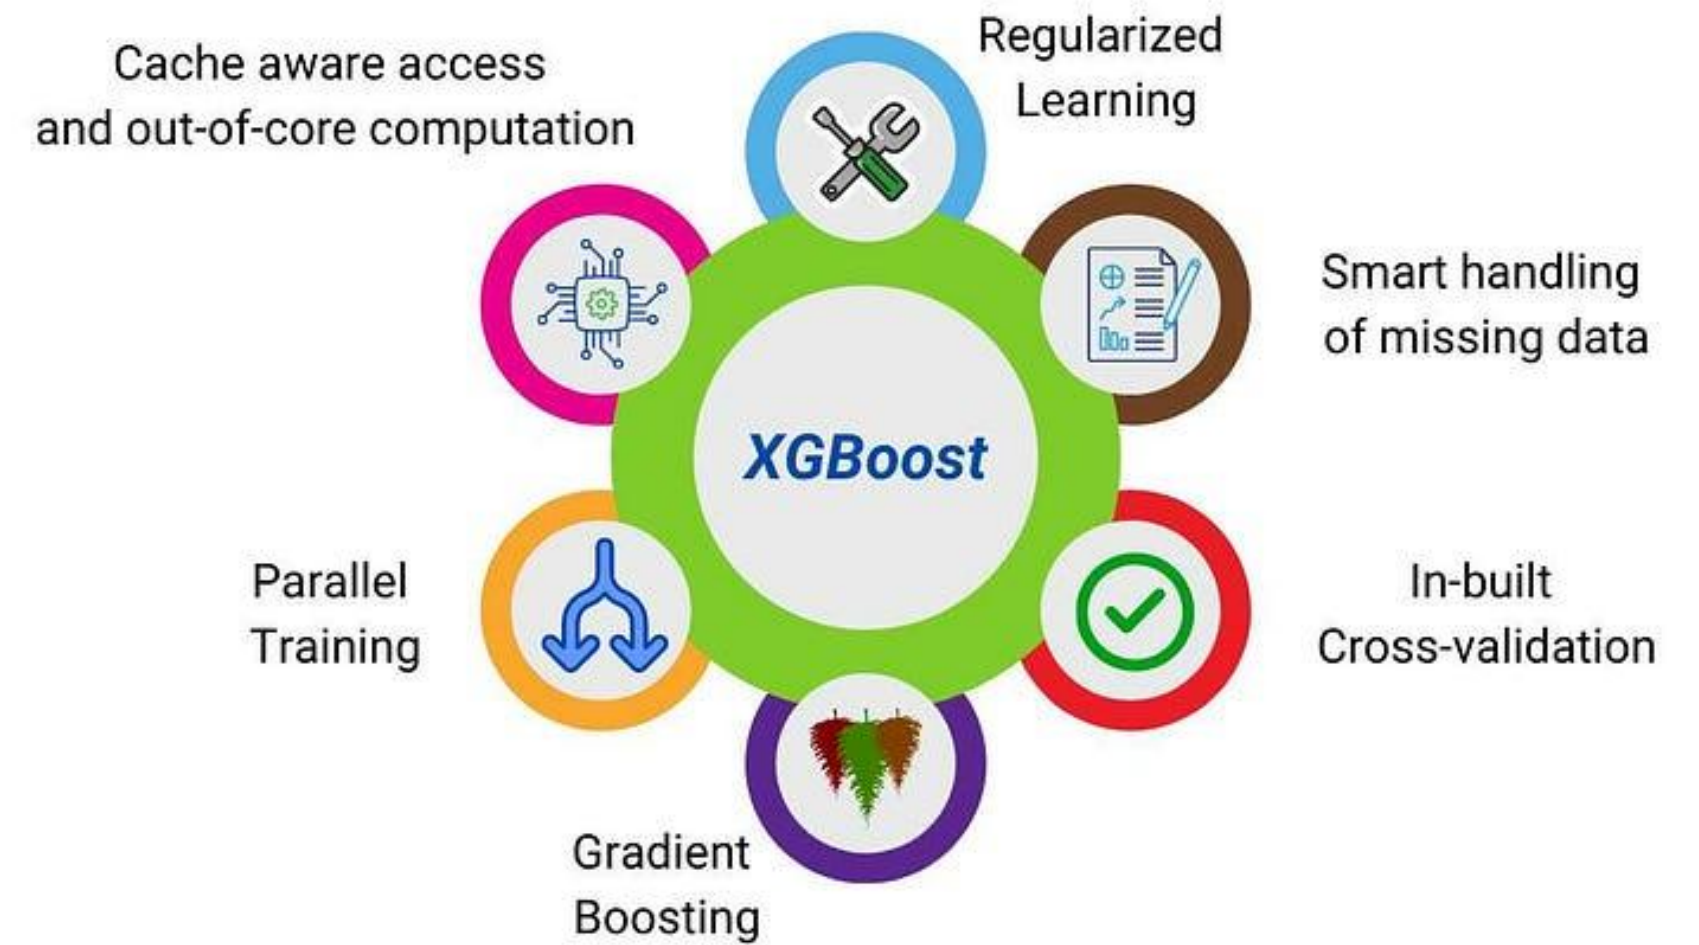 Cache aware access
and out-of-core computation
Regularized
Learning
Smart handling
of missing data
XGBoost
Parallel
Training
In-built
Cross-validation
Gradient
Boosting